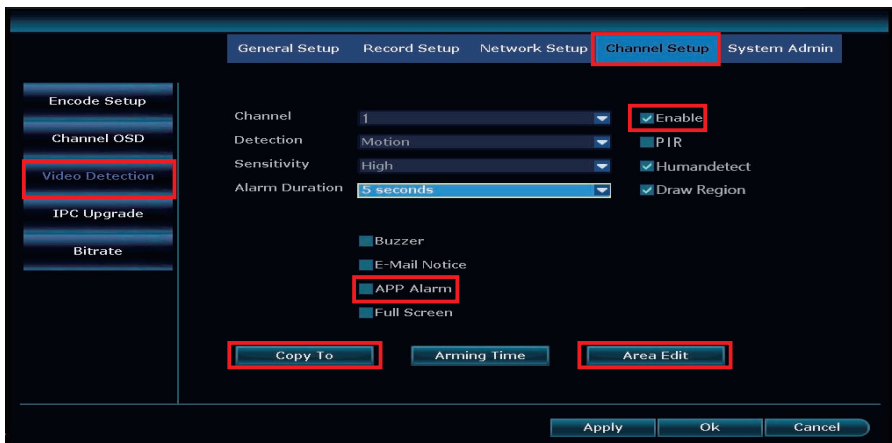 General Setup Record Setup Network Setup Channel Setup System Admin
Encode Setup
Channel OSD
Video Detection
IPC Upgrade
Bitrate
Channel 1 Enable
Detection Motion PIR
Sensitivity High Humandetect
Alarm Duration 5 seconds Draw Region
Buzzer
E-Mail Notice
APP Alarm
Full Screen
Copy To Arming Time Area Edit
Apply Ok Cancel